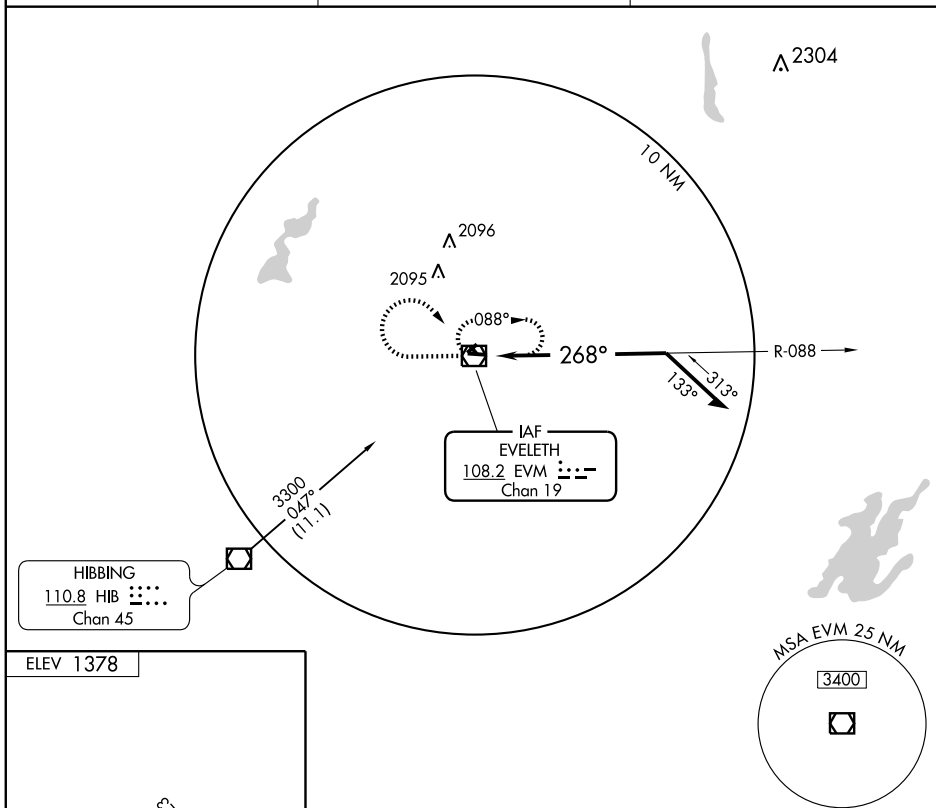 2304
10 NM
2096
2095
088°
268°
R-088
133°
313°
IAF
EVELETH
108.2 EVM
Chan 19
3300
047°
(11.1)
HIBBING
110.8 HIB
Chan 45
MSA EVM 25 NM
3400
ELEV 1378